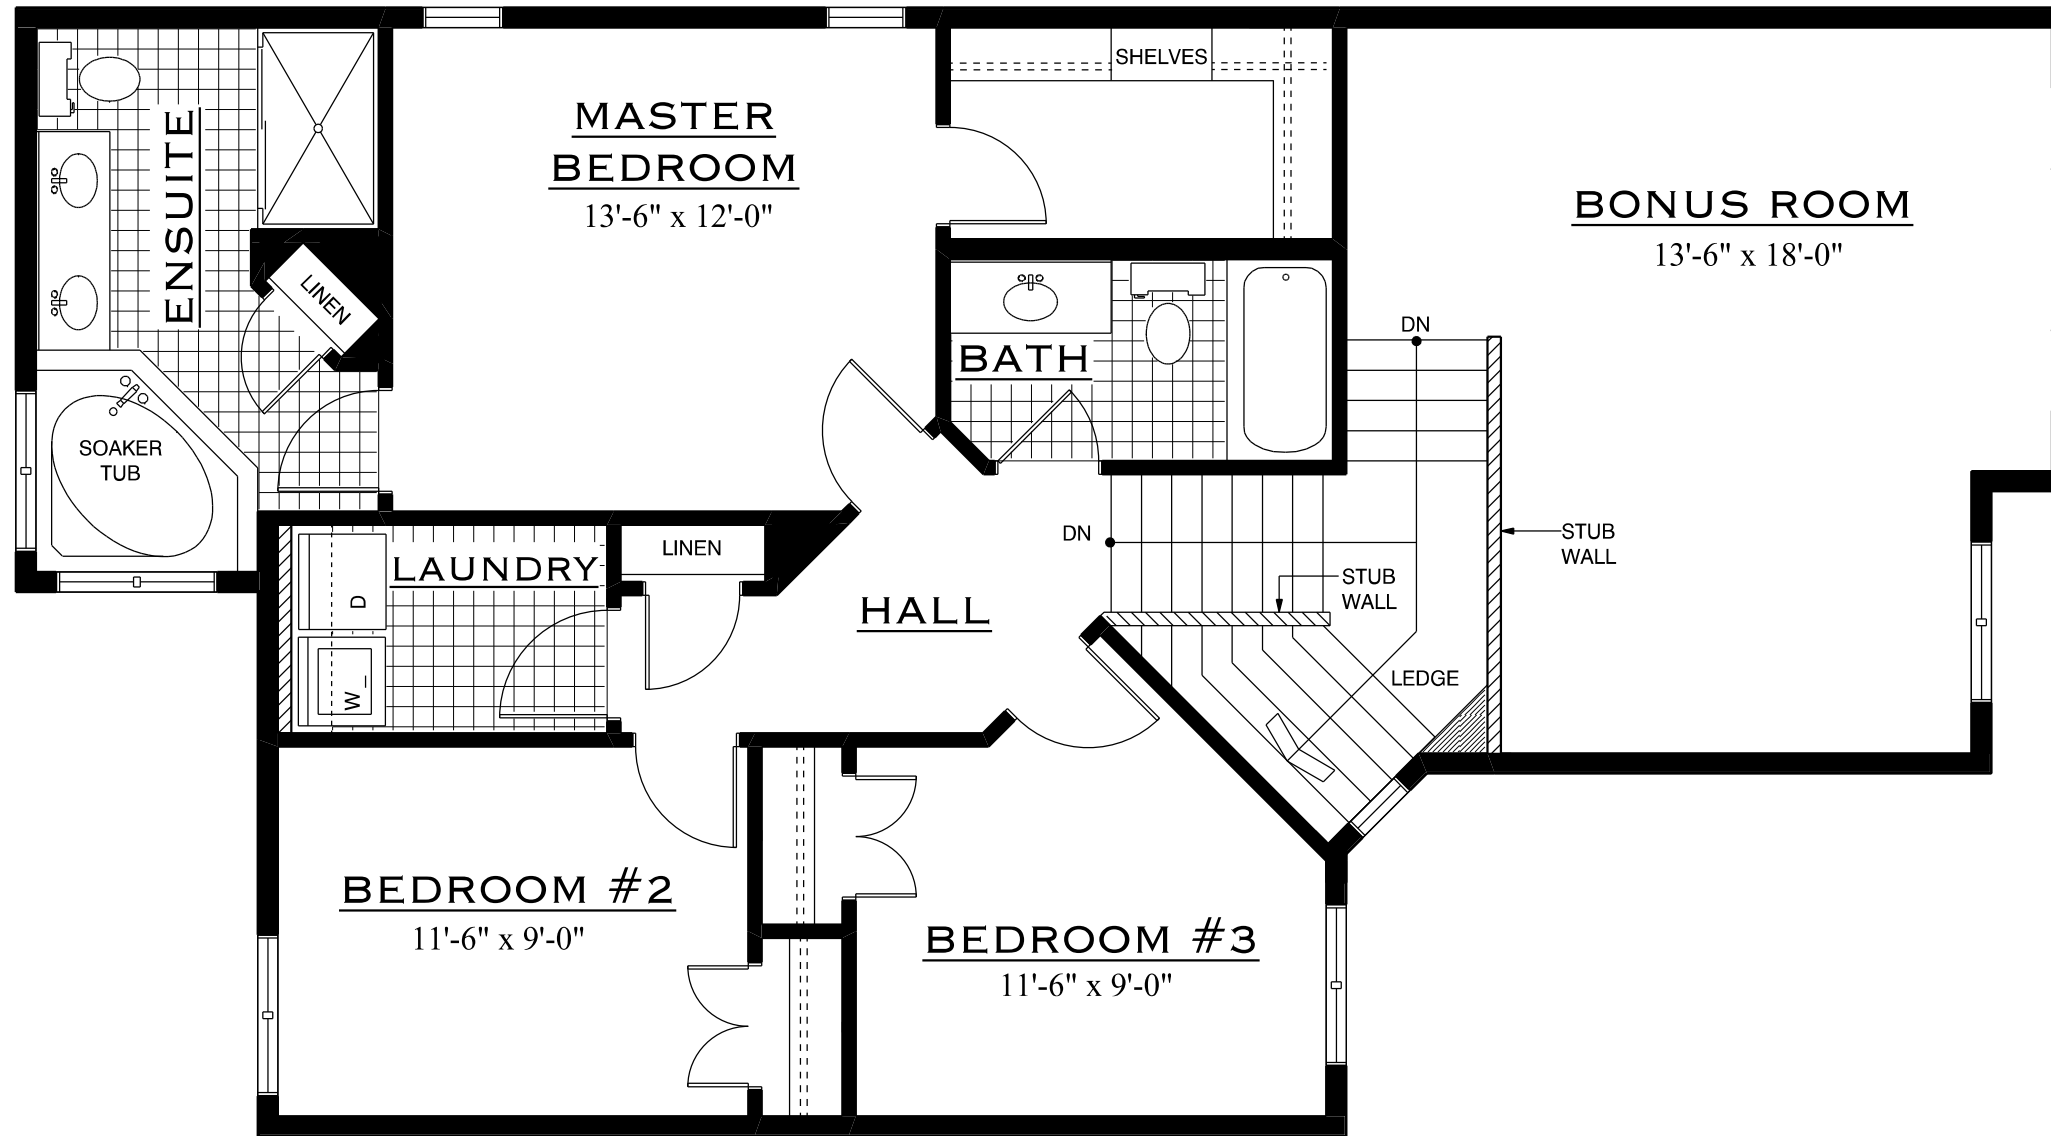 SHELVES
MASTER
BEDROOM
13'-6" x 12'-0"
ENSUITE
BONUS ROOM
13'-6" x 18'-0"
LINEN
DN
BATH
SOAKER
TUB
DN
STUB
WALL
LINEN
LAUNDRY
D
STUB
WALL
HALL
W
LEDGE
BEDROOM #2
11'-6" x 9'-0"
BEDROOM #3
11'-6" x 9'-0"